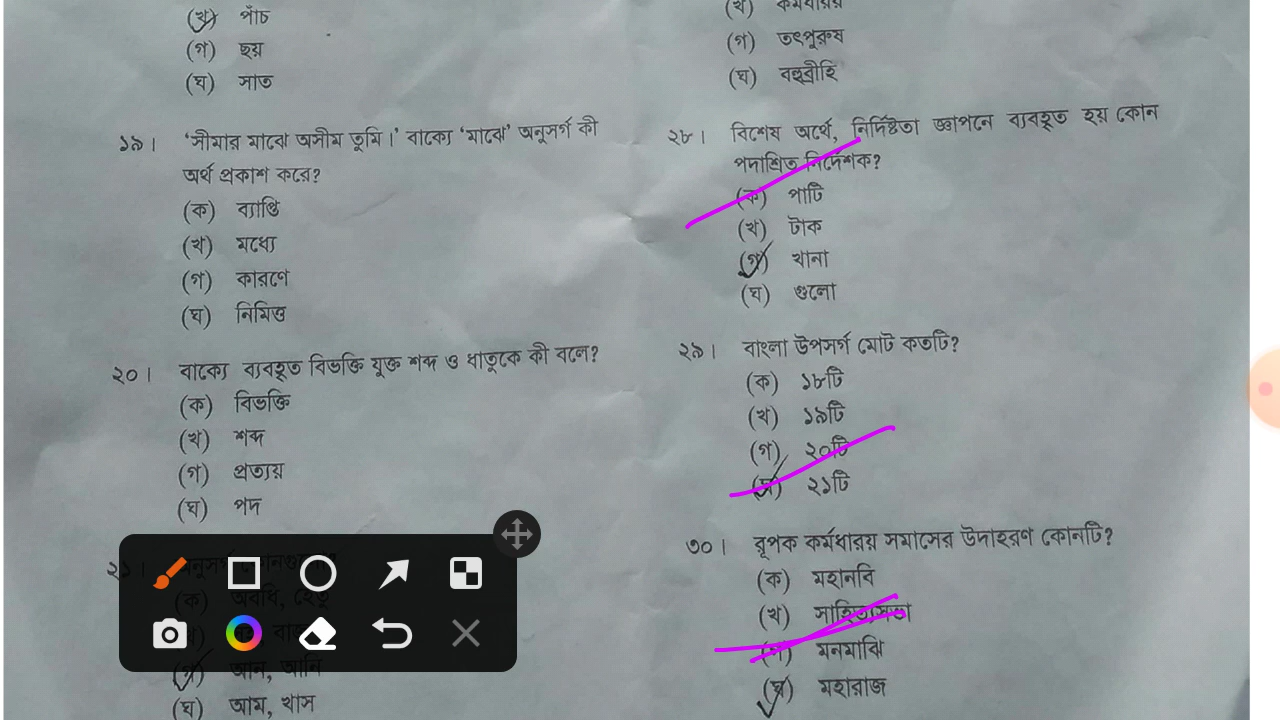 (খ) পাঁচ
(গ) ছয়
(ঘ) সাত
১৯। ‘সীমার মাঝে অসীম তুমি।’ বাক্যে ‘মাঝে’ অনুসর্গ কী
অর্থ প্রকাশ করে?
(ক) ব্যাপ্তি
(খ) মধ্যে
(গ) কারণে
(ঘ) নিমিত্ত
২০। বাক্যে ব্যবহৃত বিভক্তি যুক্ত শব্দ ও ধাতুকে কী বলে?
(ক) বিভক্তি
(খ) শব্দ
(গ) প্রত্যয়
(ঘ) পদ
২১।
(ক) অবধি, হেতু
(গ) আন, আনি
(ঘ) আম, খাস
(খ) কর্মধারয়
(গ) তৎপুরুষ
(ঘ) বহুব্রীহি
২৮। বিশেষ অর্থে, নির্দিষ্টতা জ্ঞাপনে ব্যবহৃত হয় কোন
পদাশ্রিত নির্দেশক?
(ক) পাটি
(খ) টাক
(গ) খানা
(ঘ) গুলো
২৯। বাংলা উপসর্গ মোট কতটি?
(ক) ১৮টি
(খ) ১৯টি
(গ) ২০টি
(ঘ) ২১টি
৩০। রূপক কর্মধারয় সমাসের উদাহরণ কোনটি?
(ক) মহানবি
(খ) সাহিত্যসভা
(গ) মনমাঝি
(ঘ) মহারাজ